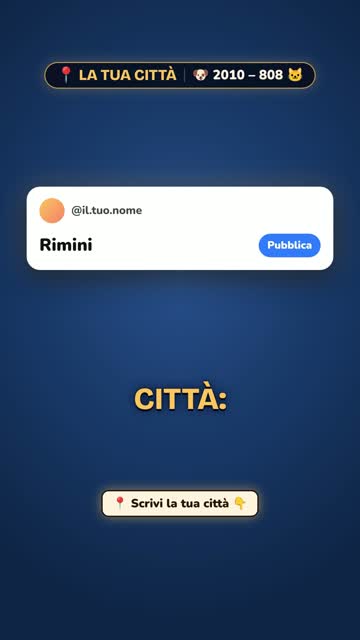 📍 LA TUA CITTÀ | 🐶 2010 – 808 🐱
@il.tuo.nome
Rimini
Pubblica
CITTÀ:
📍 Scrivi la tua città 👇